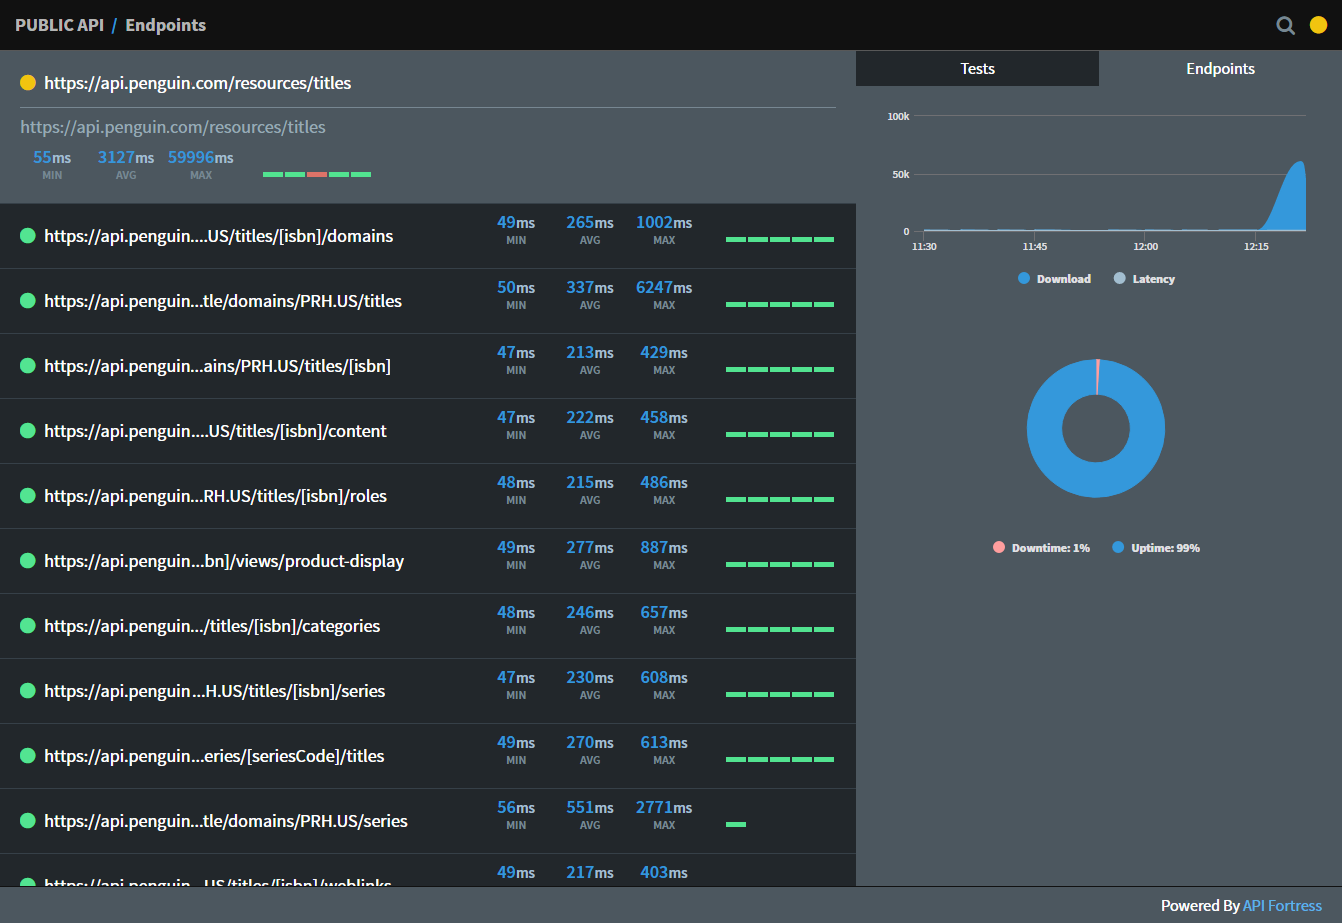 PUBLIC API / Endpoints
https://api.penguin.com/resources/titles
https://api.penguin.com/resources/titles
55ms 3127ms 59996ms
MIN AVG MAX
https://api.penguin....US/titles/[isbn]/domains
49ms 265ms 1002ms
MIN AVG MAX
https://api.penguin...tle/domains/PRH.US/titles
50ms 337ms 6247ms
MIN AVG MAX
https://api.penguin...ains/PRH.US/titles/[isbn]
47ms 213ms 429ms
MIN AVG MAX
https://api.penguin....US/titles/[isbn]/content
47ms 222ms 458ms
MIN AVG MAX
https://api.penguin...RH.US/titles/[isbn]/roles
48ms 215ms 486ms
MIN AVG MAX
https://api.penguin...bn]/views/product-display
49ms 277ms 887ms
MIN AVG MAX
https://api.penguin.../titles/[isbn]/categories
48ms 246ms 657ms
MIN AVG MAX
https://api.penguin...H.US/titles/[isbn]/series
47ms 230ms 608ms
MIN AVG MAX
https://api.penguin...eries/[seriesCode]/titles
49ms 270ms 613ms
MIN AVG MAX
https://api.penguin...tle/domains/PRH.US/series
56ms 551ms 2771ms
MIN AVG MAX
https://api.penguin....US/titles/[isbn]/weblinks
49ms 217ms 403ms
Tests Endpoints
100k
50k
0
11:30 11:45 12:00 12:15
Download Latency
Downtime: 1% Uptime: 99%
Powered By API Fortress